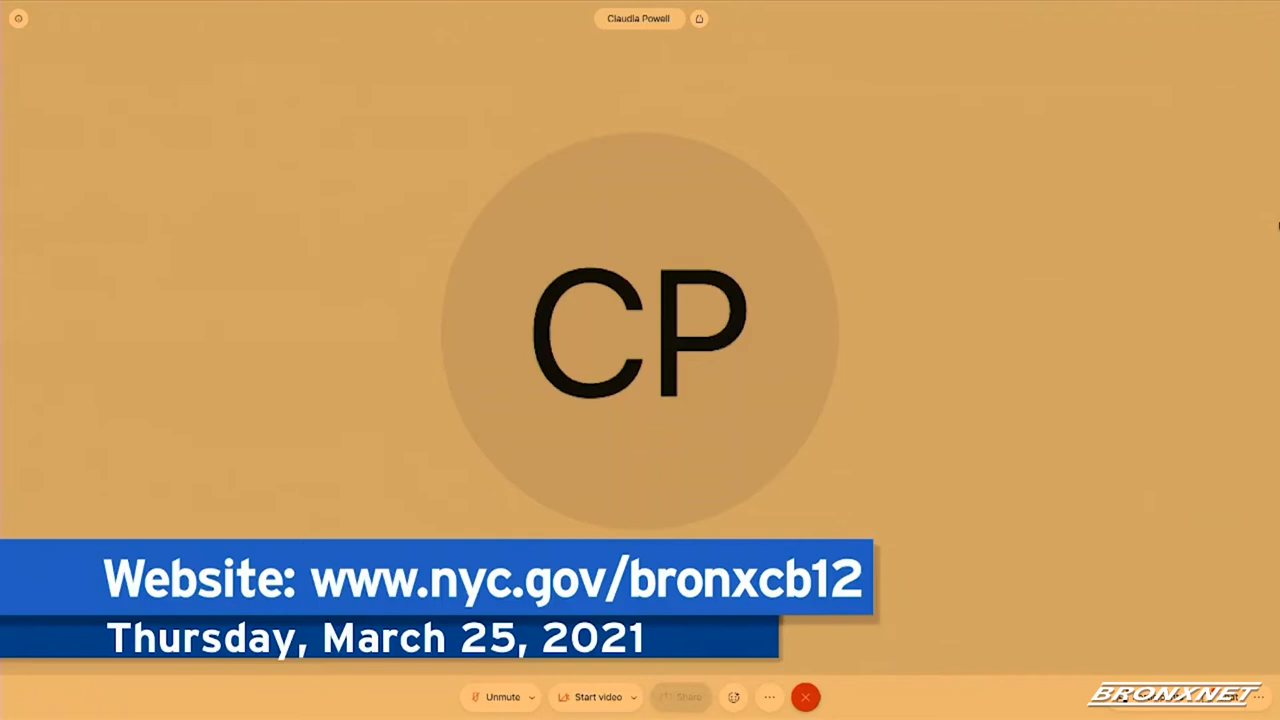 Claudia Powell
CP
Website: www.nyc.gov/bronxcb12
Thursday, March 25, 2021
Unmute
Start video
Share
BRONXNET